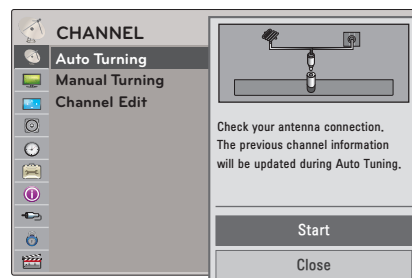 CHANNEL
Auto Turning
Manual Turning
Channel Edit
Check your antenna connection.
The previous channel information
will be updated during Auto Tuning.
Start
Close